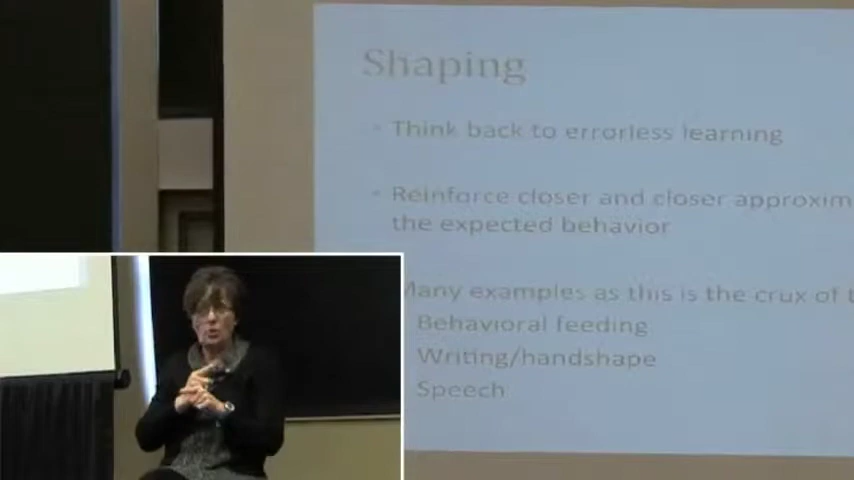 Shaping
- Think back to errorless learning
- Reinforce closer and closer
the expected behavior
Many examples as this is the crux of
Behavioral feeding
Writing/handshape
Speech